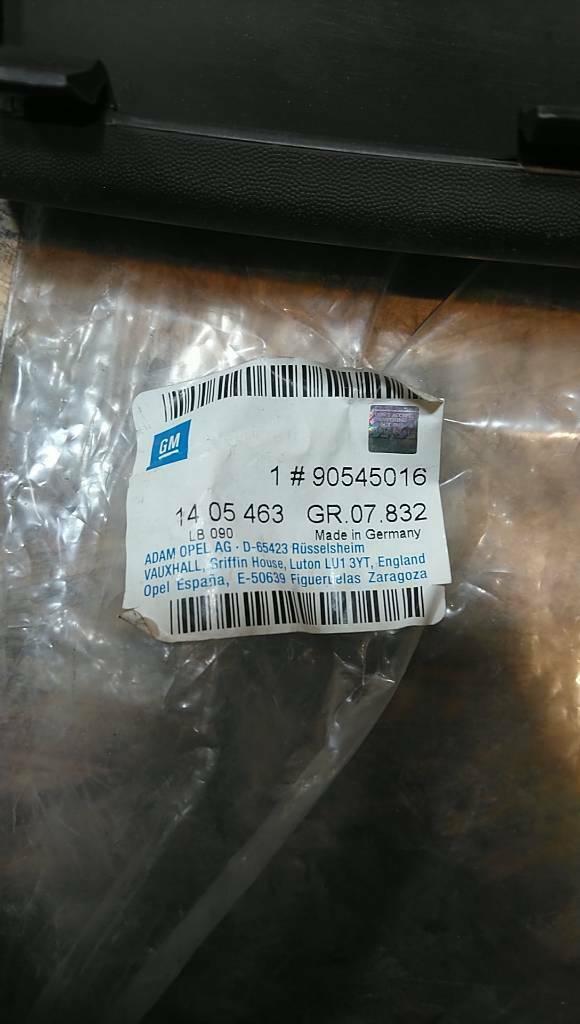 GM
1 # 90545016
14 05 463 GR.07.832
LB 090 Made in Germany
ADAM OPEL AG · D-65423 Rüsselsheim
VAUXHALL, Griffin House, Luton LU1 3YT, England
Opel España, E-50639 Figueruelas Zaragoza